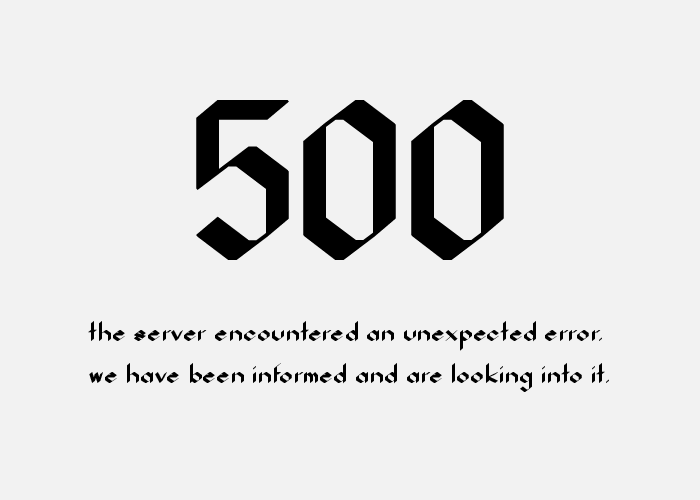 500
the server encountered an unexpected error.
we have been informed and are looking into it.